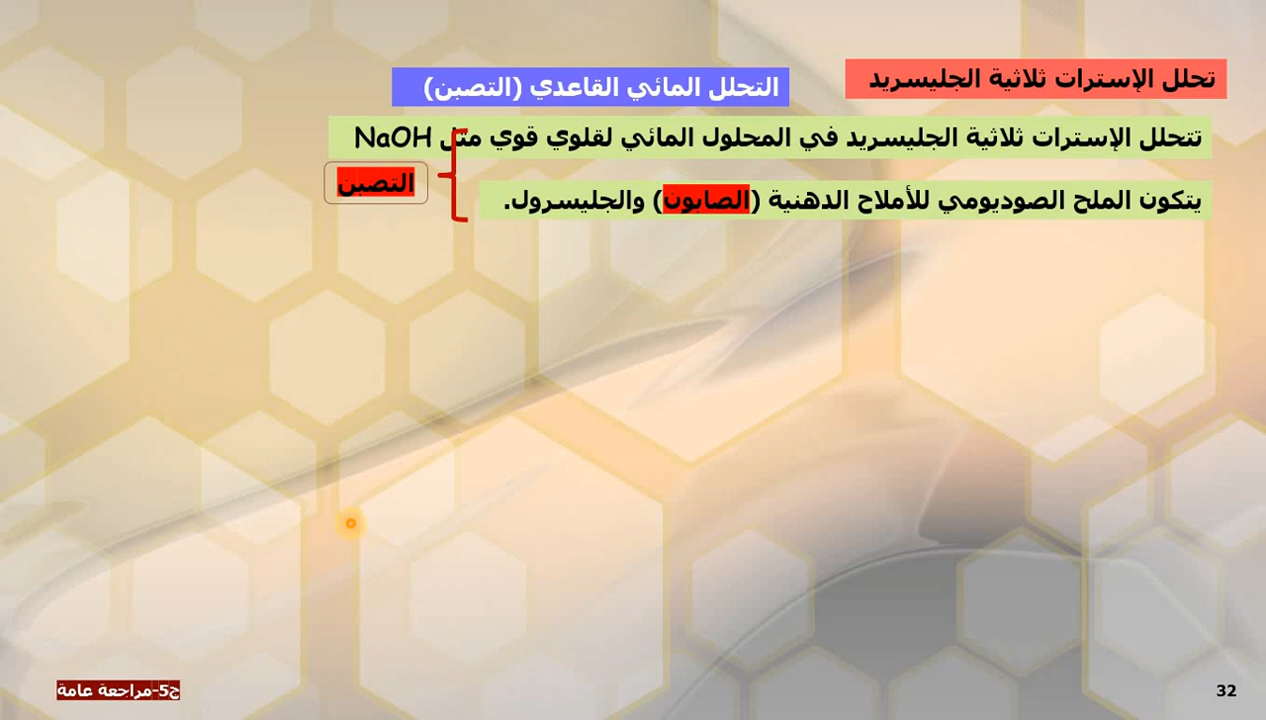 تحلل الإسترات ثلاثية الجليسريد
التحلل المائي القاعدي (التصبن)
تتحلل الإسترات ثلاثية الجليسريد في المحلول المائي لقلوي قوي مثل NaOH
التصبن
يتكون الملح الصوديومي للأملاح الدهنية (الصابون) والجليسرول.
ج5-مراجعة عامة
32